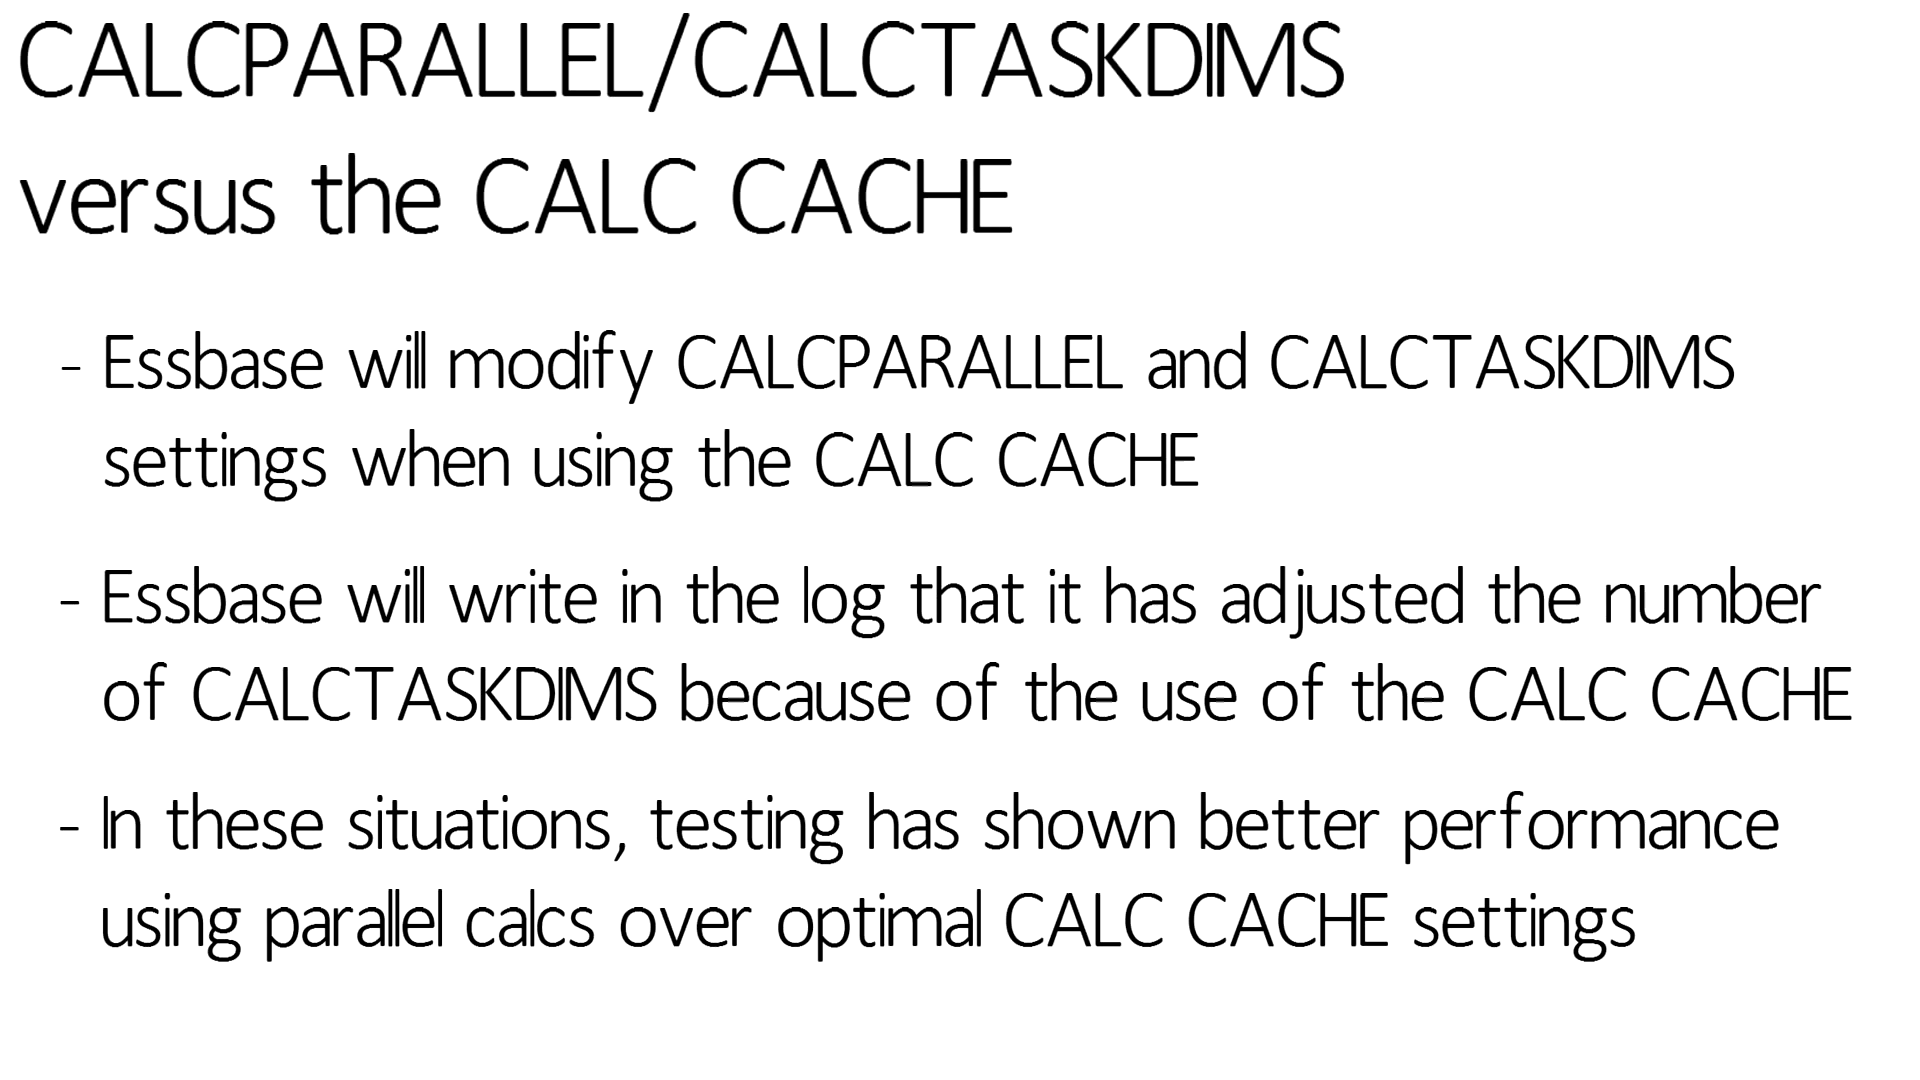 CALCPARALLEL/CALCTASKDIMS
versus the CALC CACHE
- Essbase will modify CALCPARALLEL and CALCTASKDIMS
settings when using the CALC CACHE
- Essbase will write in the log that it has adjusted the number
of CALCTASKDIMS because of the use of the CALC CACHE
- In these situations, testing has shown better performance
using parallel calcs over optimal CALC CACHE settings